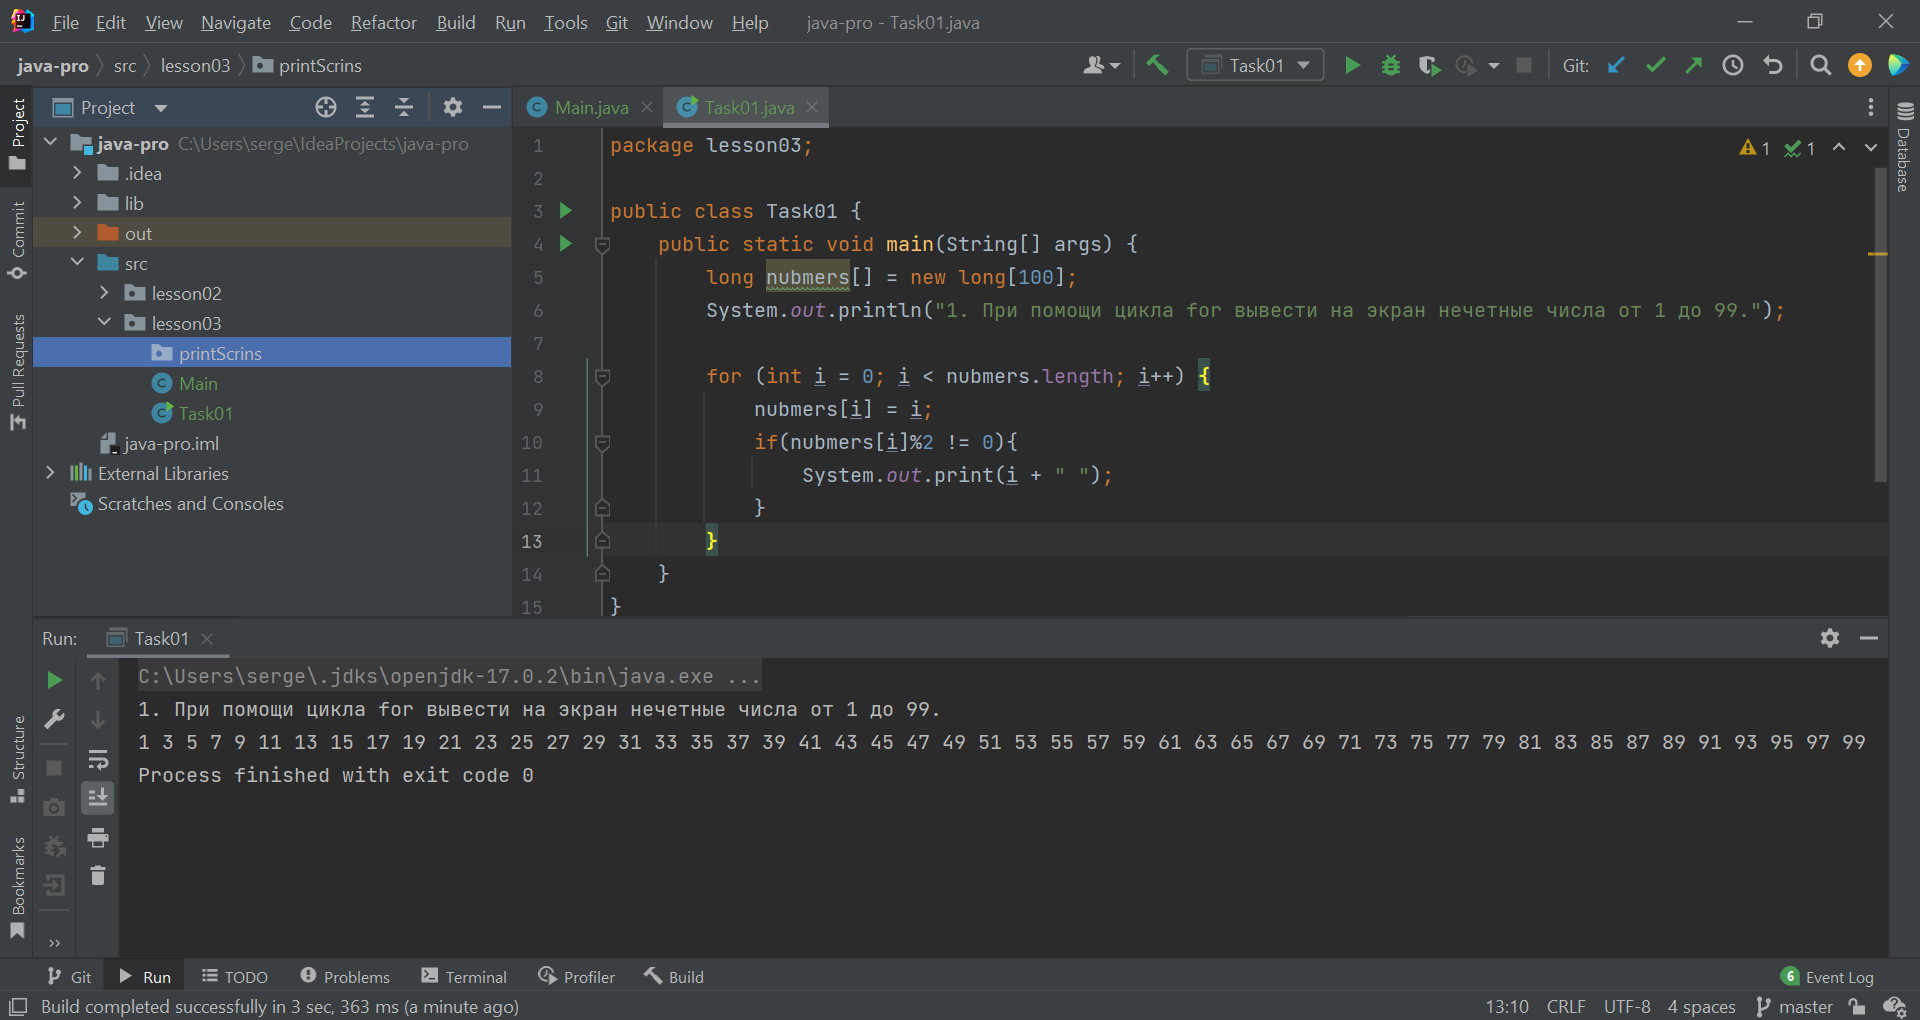 File Edit View Navigate Code Refactor Build Run Tools Git Window Help java-pro - Task01.java
java-pro src lesson03 printScrins Task01 Git:
Project
Main.java Task01.java
java-pro C:\Users\serge\IdeaProjects\java-pro
.idea
lib
out
src
lesson02
lesson03
printScrins
Main
Task01
java-pro.iml
External Libraries
Scratches and Consoles
Project
Commit
Pull Requests
Structure
Bookmarks
Database
1 1
1 package lesson03;
2
3 public class Task01 {
4 public static void main(String[] args) {
5 long nubmers[] = new long[100];
6 System.out.println("1. При помощи цикла for вывести на экран нечетные числа от 1 до 99.");
7
8 for (int i = 0; i < nubmers.length; i++) {
9 nubmers[i] = i;
10 if(nubmers[i]%2 != 0){
11 System.out.print(i + " ");
12 }
13 }
14 }
15 }
Run: Task01
C:\Users\serge\.jdks\openjdk-17.0.2\bin\java.exe ...
1. При помощи цикла for вывести на экран нечетные числа от 1 до 99.
1 3 5 7 9 11 13 15 17 19 21 23 25 27 29 31 33 35 37 39 41 43 45 47 49 51 53 55 57 59 61 63 65 67 69 71 73 75 77 79 81 83 85 87 89 91 93 95 97 99
Process finished with exit code 0
Git Run TODO Problems Terminal Profiler Build 6 Event Log
Build completed successfully in 3 sec, 363 ms (a minute ago) 13:10 CRLF UTF-8 4 spaces master